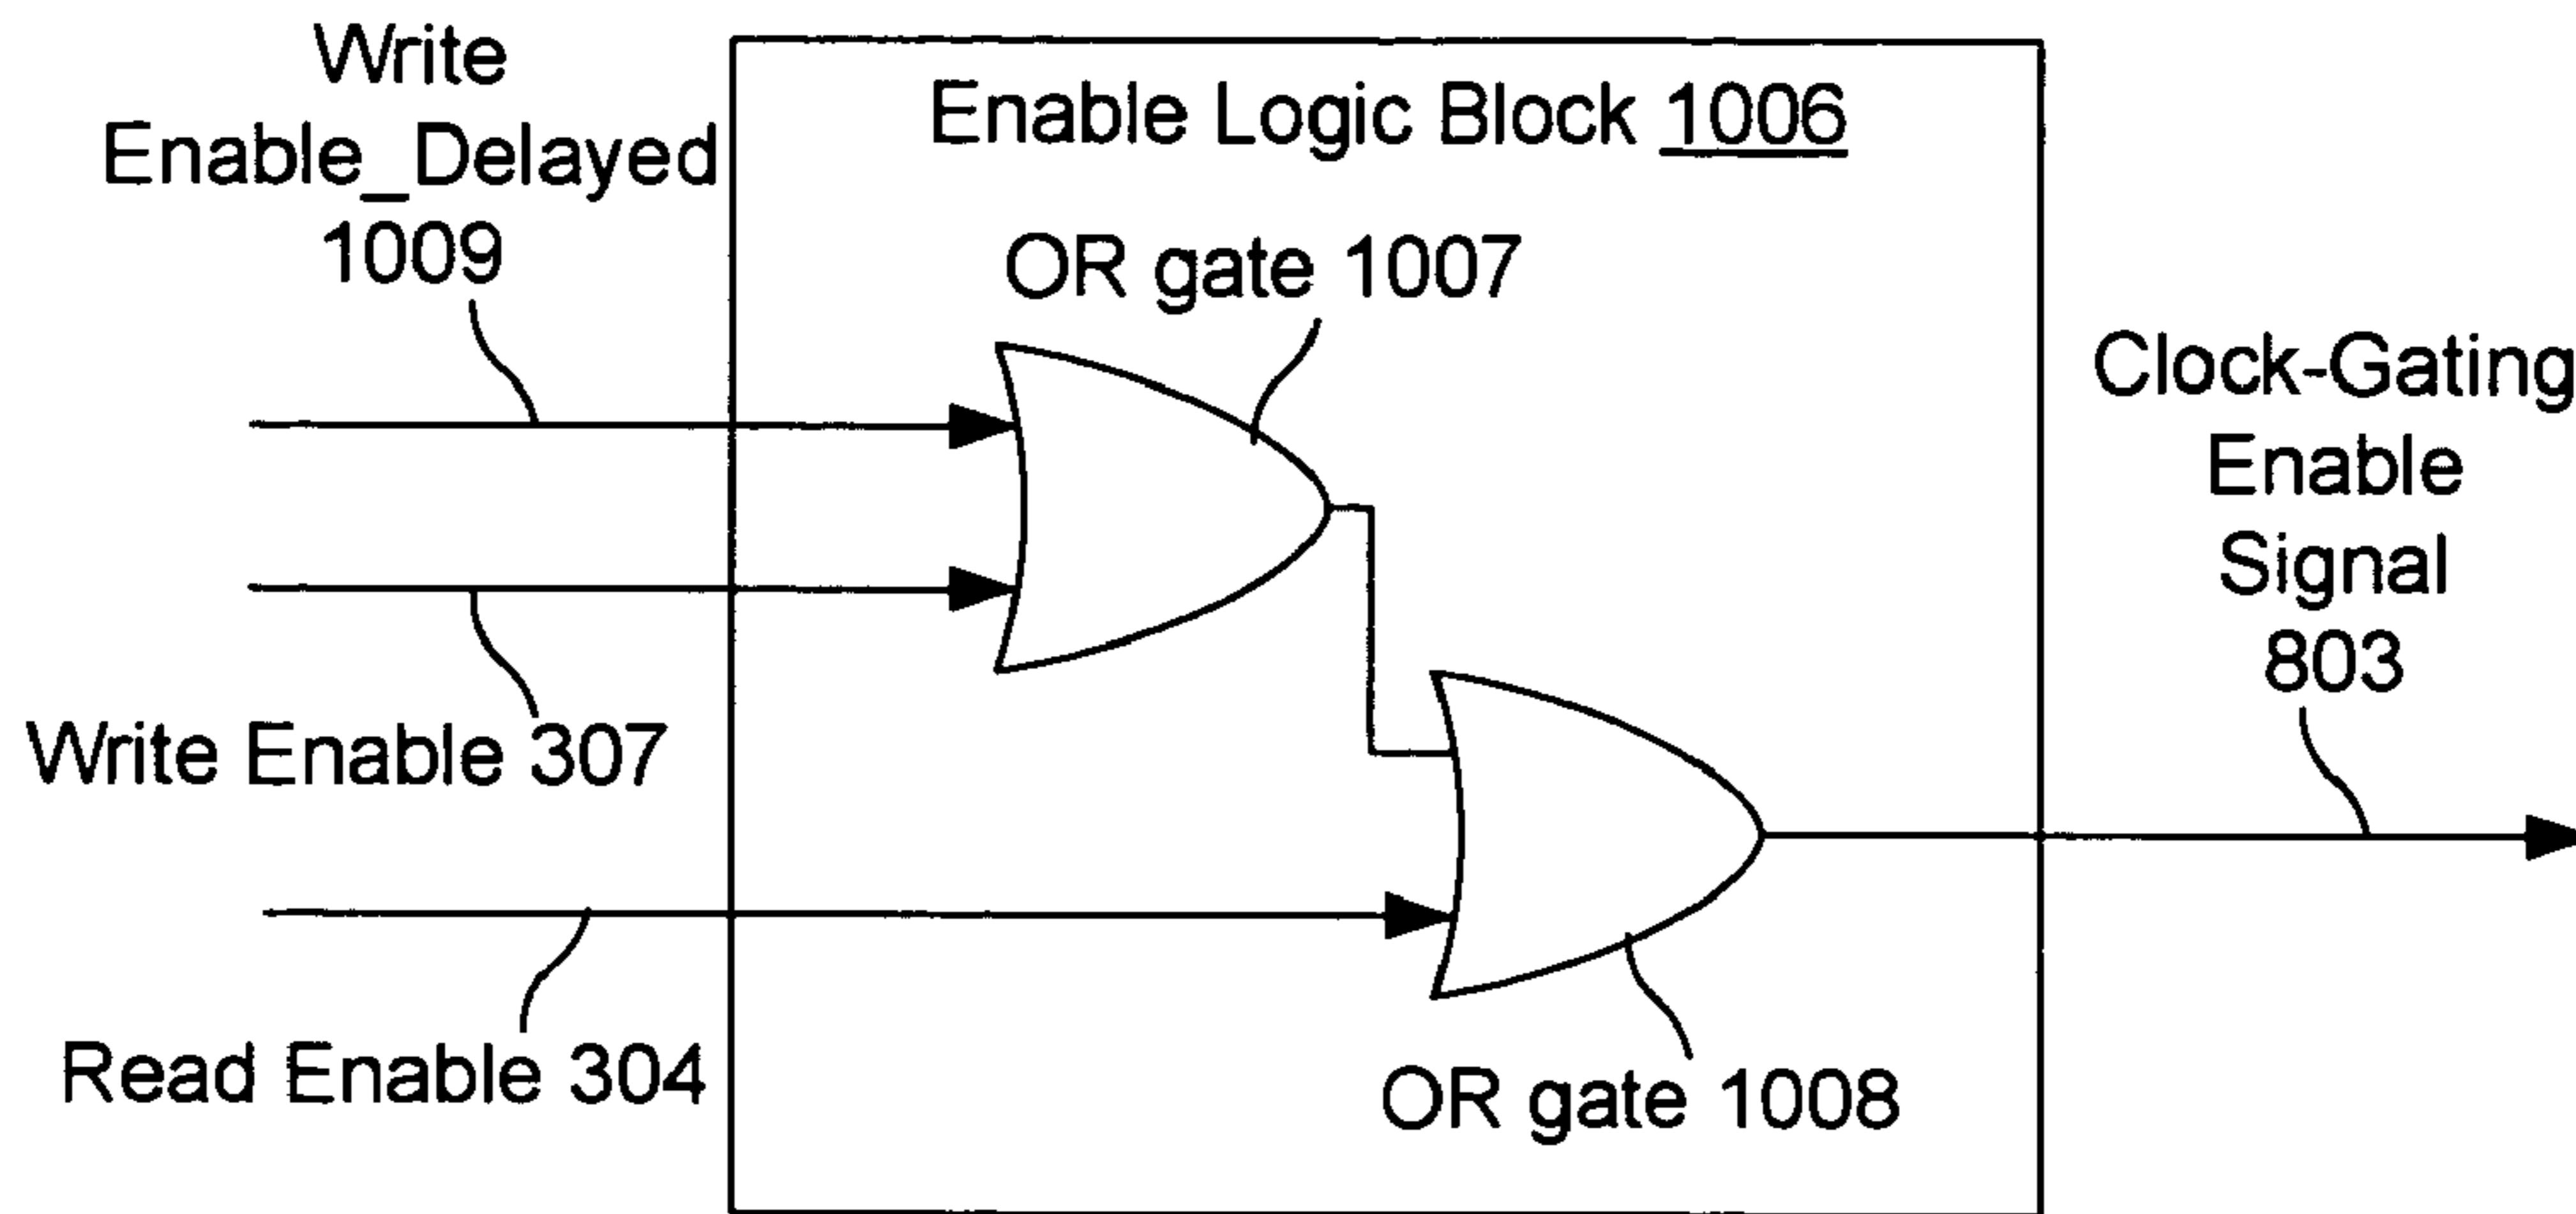 Write
Enable_Delayed
1009
Enable Logic Block 1006
OR gate 1007
Clock-Gating
Enable
Signal
803
Write Enable 307
Read Enable 304
OR gate 1008